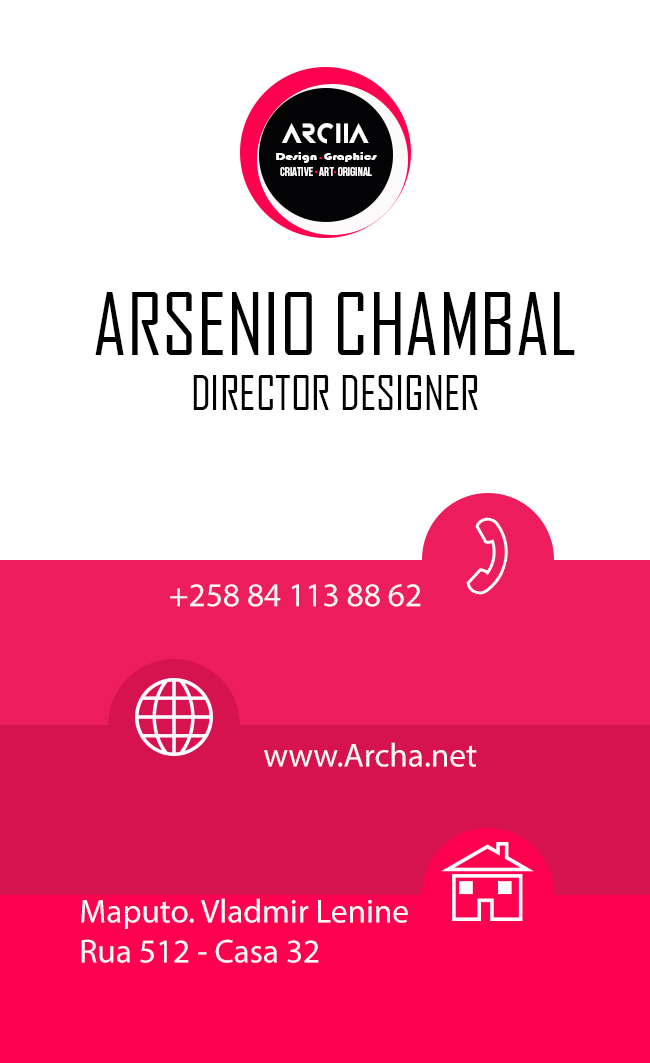 ARCHA
Design • Graphics
CRIATIVE • ART • ORIGINAL
ARSENIO CHAMBAL
DIRECTOR DESIGNER
+258 84 113 88 62
www.Archa.net
Maputo. Vladmir Lenine
Rua 512 - Casa 32